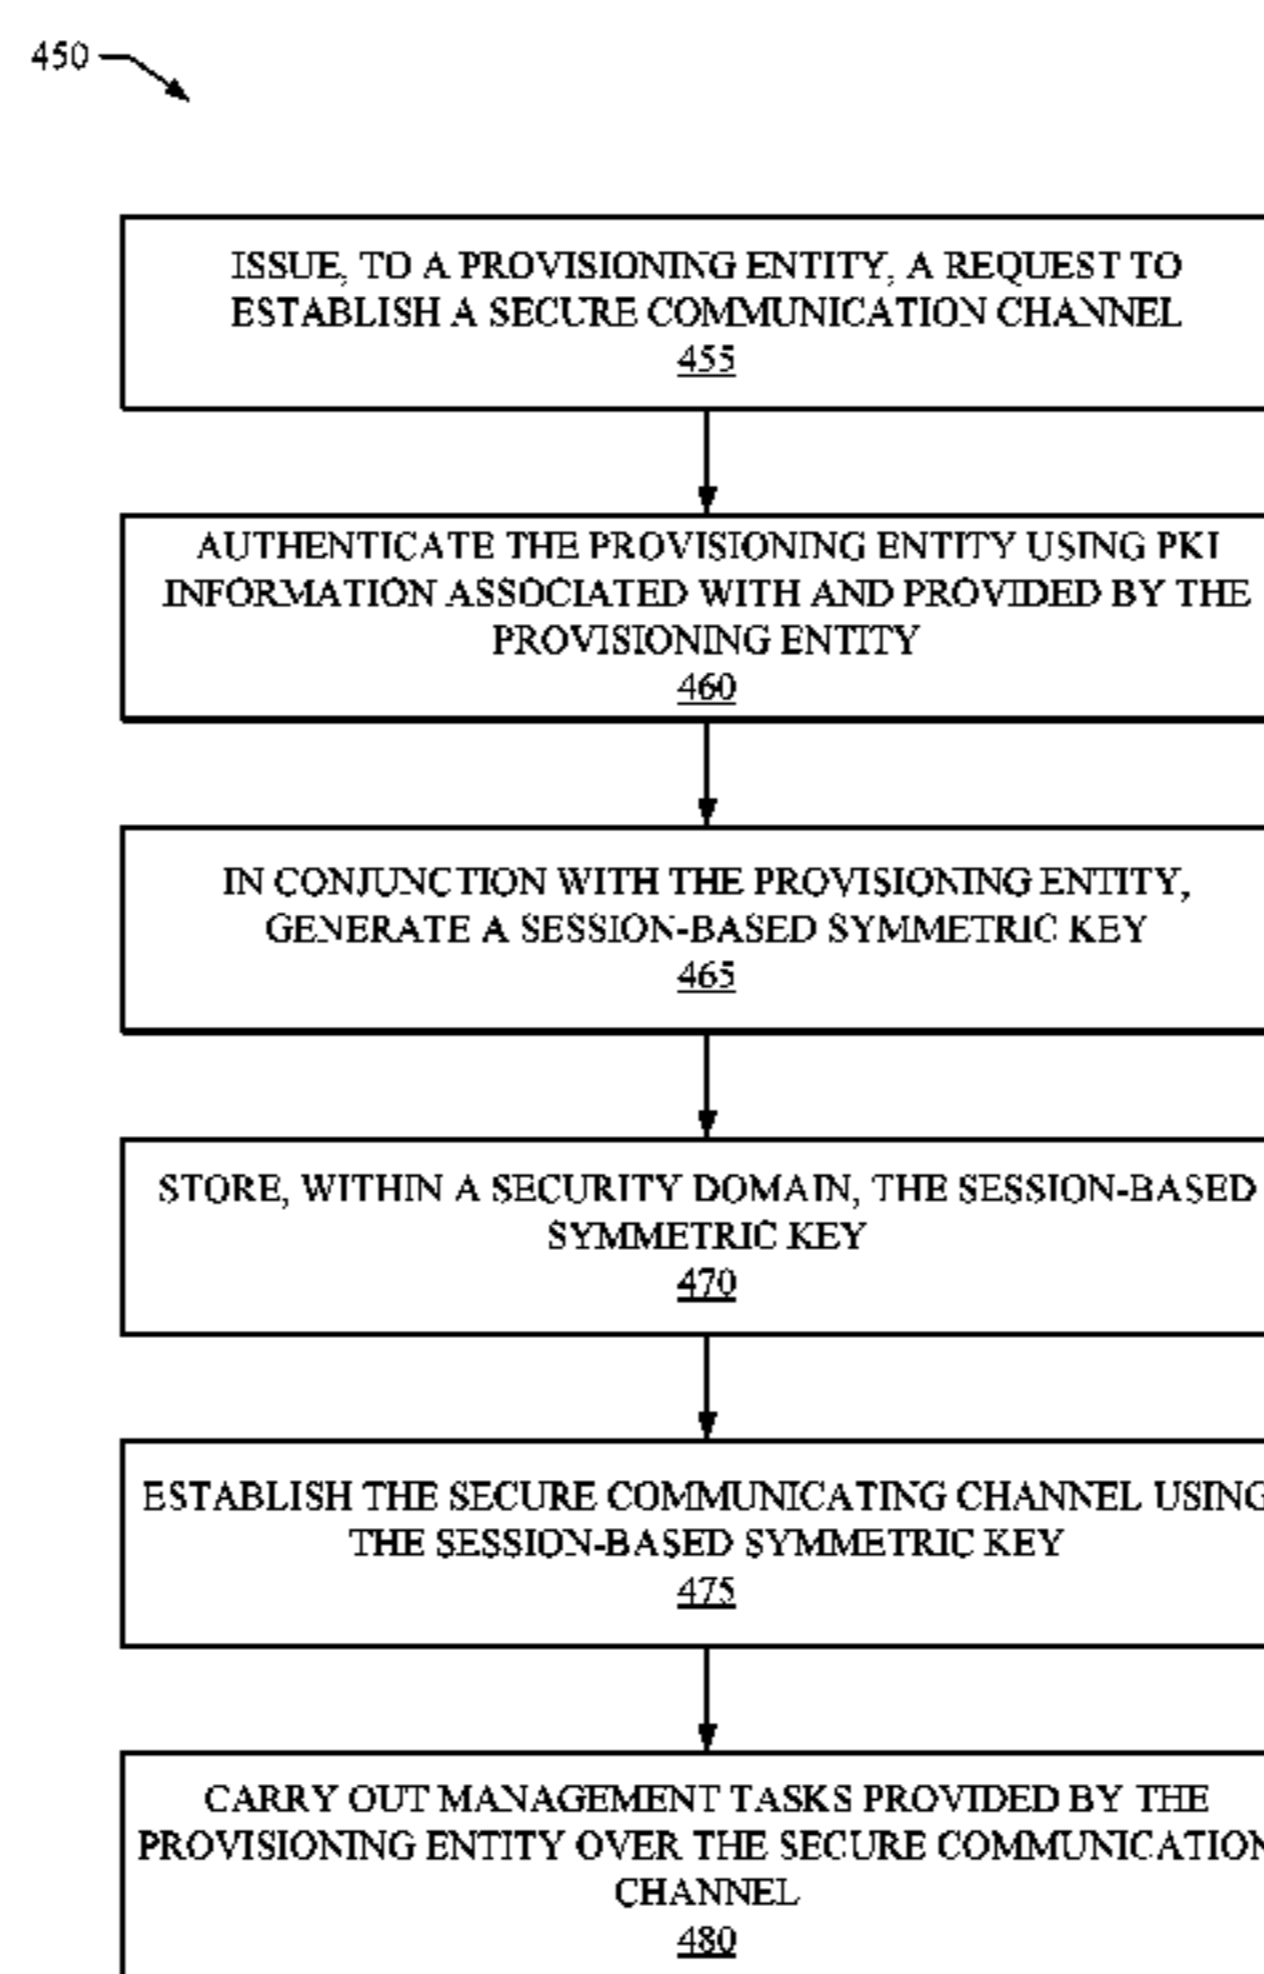 450
ISSUE, TO A PROVISIONING ENTITY, A REQUEST TO
ESTABLISH A SECURE COMMUNICATION CHANNEL
455
AUTHENTICATE THE PROVISIONING ENTITY USING PKI
INFORMATION ASSOCIATED WITH AND PROVIDED BY THE
PROVISIONING ENTITY
460
IN CONJUNCTION WITH THE PROVISIONING ENTITY,
GENERATE A SESSION-BASED SYMMETRIC KEY
465
STORE, WITHIN A SECURITY DOMAIN, THE SESSION-BASED
SYMMETRIC KEY
470
ESTABLISH THE SECURE COMMUNICATING CHANNEL USING
THE SESSION-BASED SYMMETRIC KEY
475
CARRY OUT MANAGEMENT TASKS PROVIDED BY THE
PROVISIONING ENTITY OVER THE SECURE COMMUNICATION
CHANNEL
480